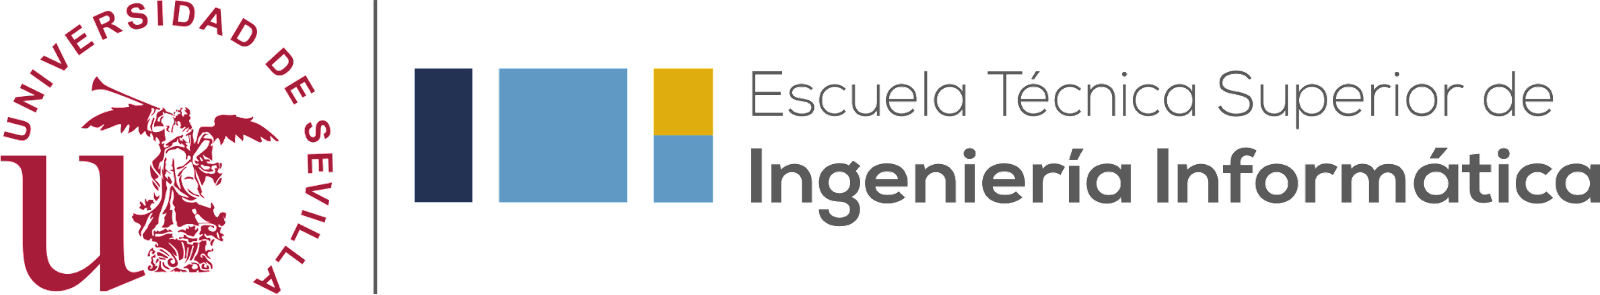 UNIVERSIDAD DE SEVILLA
u
Escuela Técnica Superior de
Ingeniería Informática